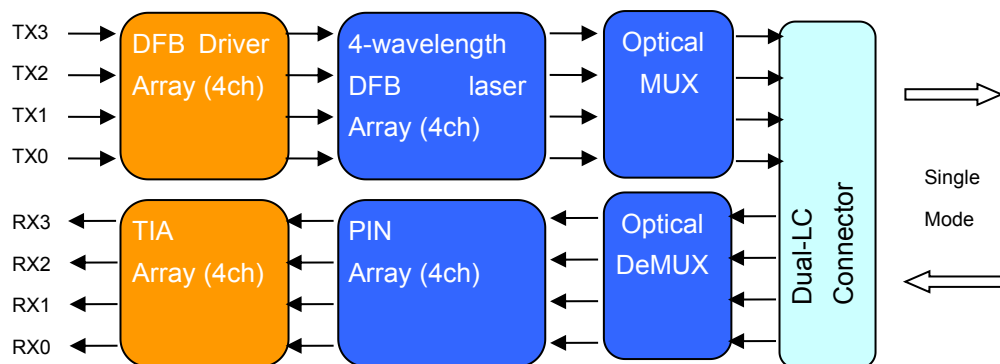 TX3
TX2
TX1
TX0
DFB Driver
Array (4ch)
4-wavelength
DFB laser
Array (4ch)
Optical
MUX
RX3
RX2
RX1
RX0
TIA
Array (4ch)
PIN
Array (4ch)
Optical
DeMUX
Dual-LC
Connector
Single
Mode